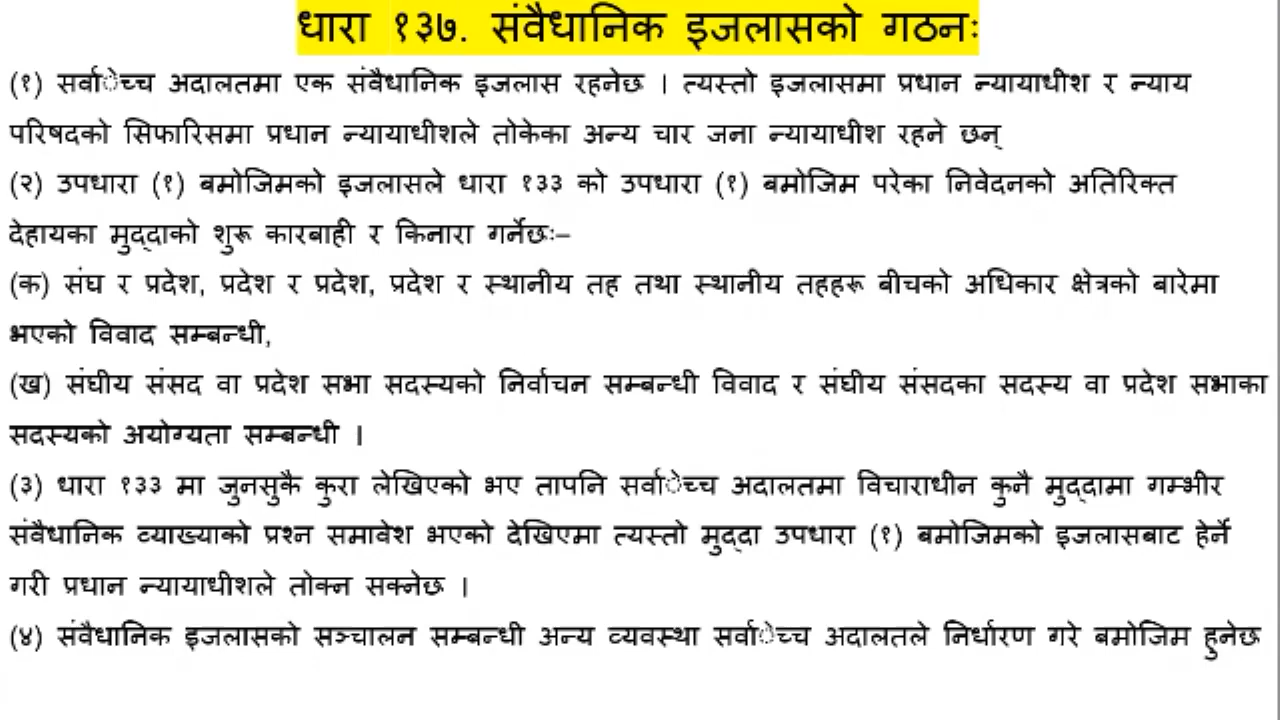 धारा १३७. संवैधानिक इजलासको गठनः
(१) सर्वाेच्च अदालतमा एक संवैधानिक इजलास रहनेछ । त्यस्तो इजलासमा प्रधान न्यायाधीश र न्याय
परिषदको सिफारिसमा प्रधान न्यायाधीशले तोकेका अन्य चार जना न्यायाधीश रहने छन्
(२) उपधारा (१) बमोजिमको इजलासले धारा १३३ को उपधारा (१) बमोजिम परेका निवेदनको अतिरिक्त
देहायका मुद्दाको शुरू कारबाही र किनारा गर्नेछः–
(क) संघ र प्रदेश, प्रदेश र प्रदेश, प्रदेश र स्थानीय तह तथा स्थानीय तहहरू बीचको अधिकार क्षेत्रको बारेमा
भएको विवाद सम्बन्धी,
(ख) संघीय संसद वा प्रदेश सभा सदस्यको निर्वाचन सम्बन्धी विवाद र संघीय संसदका सदस्य वा प्रदेश सभाका
सदस्यको अयोग्यता सम्बन्धी ।
(३) धारा १३३ मा जुनसुकै कुरा लेखिएको भए तापनि सर्वाेच्च अदालतमा विचाराधीन कुनै मुद्दामा गम्भीर
संवैधानिक व्याख्याको प्रश्न समावेश भएको देखिएमा त्यस्तो मुद्दा उपधारा (१) बमोजिमको इजलासबाट हेर्ने
गरी प्रधान न्यायाधीशले तोक्न सक्नेछ ।
(४) संवैधानिक इजलासको सञ्चालन सम्बन्धी अन्य व्यवस्था सर्वाेच्च अदालतले निर्धारण गरे बमोजिम हुनेछ